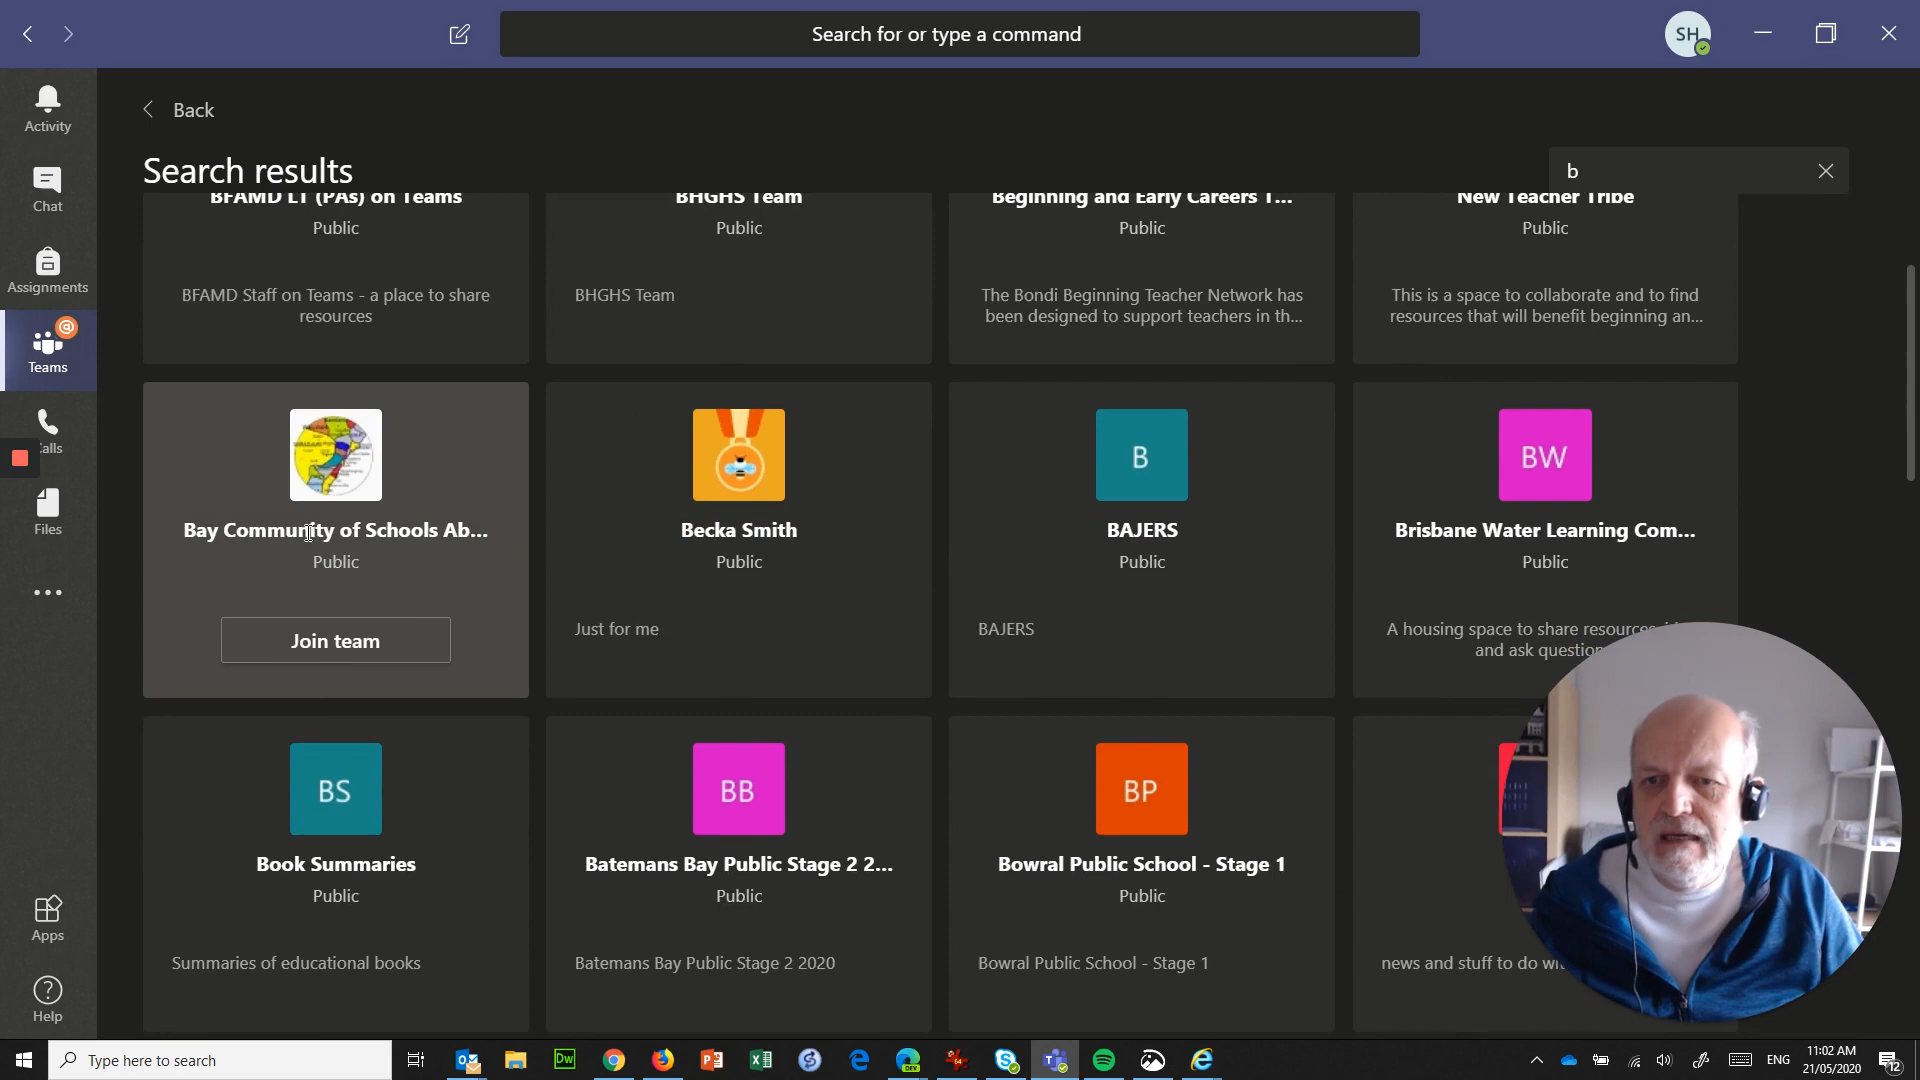 Search for or type a command
SH
Activity
Chat
Assignments
Teams
alls
Files
Apps
Help
Back
Search results
b
BFAMD LT (PAs) on Teams
Public
BFAMD Staff on Teams - a place to share
resources
BHGHS Team
Public
BHGHS Team
Beginning and Early Careers T...
Public
The Bondi Beginning Teacher Network has
been designed to support teachers in th...
New Teacher Tribe
Public
This is a space to collaborate and to find
resources that will benefit beginning an...
Bay Community of Schools Ab...
Public
Join team
Becka Smith
Public
Just for me
B
BAJERS
Public
BAJERS
BW
Brisbane Water Learning Com...
Public
A housing space to share resources
and ask question
BS
Book Summaries
Public
Summaries of educational books
BB
Batemans Bay Public Stage 2 2...
Public
Batemans Bay Public Stage 2 2020
BP
Bowral Public School - Stage 1
Public
Bowral Public School - Stage 1
news and stuff to do wi
Type here to search
Dw
DEV
ENG
11:02 AM
21/05/2020
12